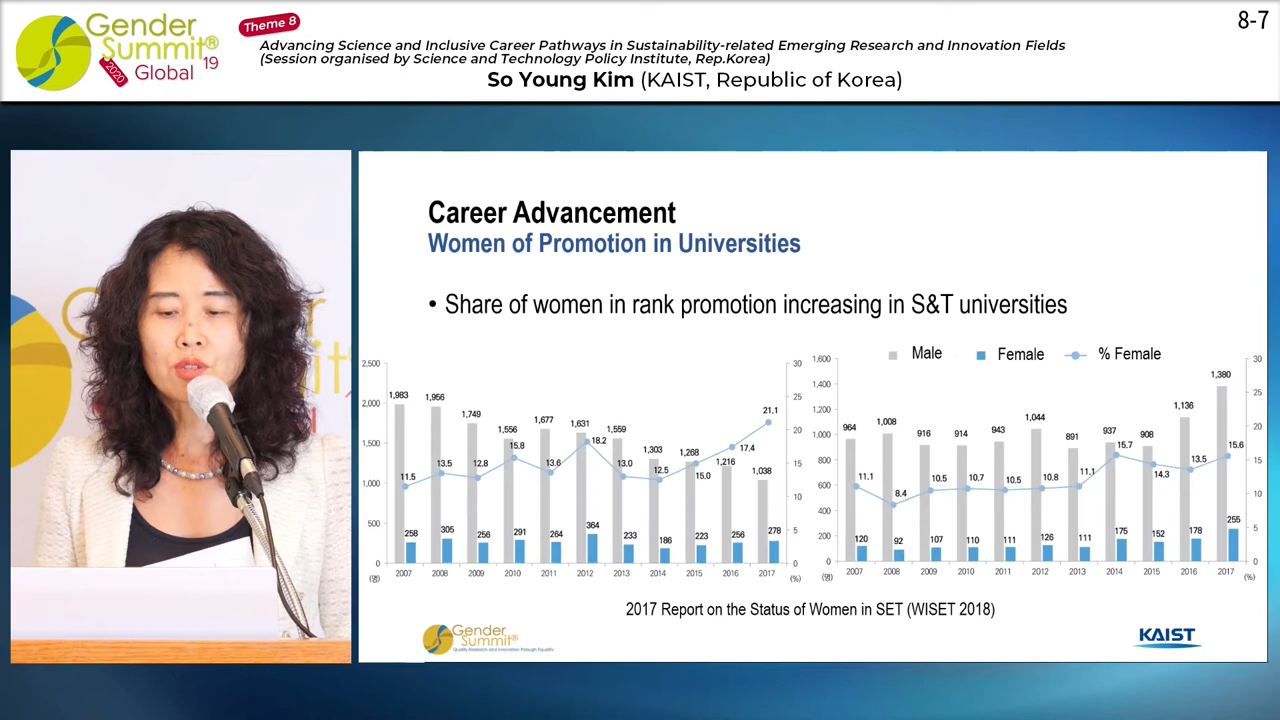 Gender
Summit®
Global 19
2020
Theme 8
Advancing Science and Inclusive Career Pathways in Sustainability-related Emerging Research and Innovation Fields
(Session organised by Science and Technology Policy Institute, Rep.Korea)
So Young Kim (KAIST, Republic of Korea)
8-7
Career Advancement
Women of Promotion in Universities
• Share of women in rank promotion increasing in S&T universities
Male Female % Female
2,500
2,000
1,500
1,000
500
0
(명)
30
25
20
15
10
5
0
(%)
1,983 1,956 1,749 1,556 1,677 1,631 1,559 1,303 1,268 1,216 1,038
11.5 13.5 12.8 15.8 13.6 18.2 13.0 12.5 15.0 17.4 21.1
258 305 256 291 264 364 233 186 223 256 278
2007 2008 2009 2010 2011 2012 2013 2014 2015 2016 2017
1,600
1,400
1,200
1,000
800
600
400
200
0
(명)
30
25
20
15
10
5
0
(%)
964 1,008 916 914 943 1,044 891 937 908 1,136 1,380
11.1 8.4 10.5 10.7 10.5 10.8 11.1 15.7 14.3 13.5 15.6
120 92 107 110 111 126 111 175 152 178 255
2007 2008 2009 2010 2011 2012 2013 2014 2015 2016 2017
2017 Report on the Status of Women in SET (WISET 2018)
Gender
Summit®
Quality Research and Innovation through Equality
KAIST